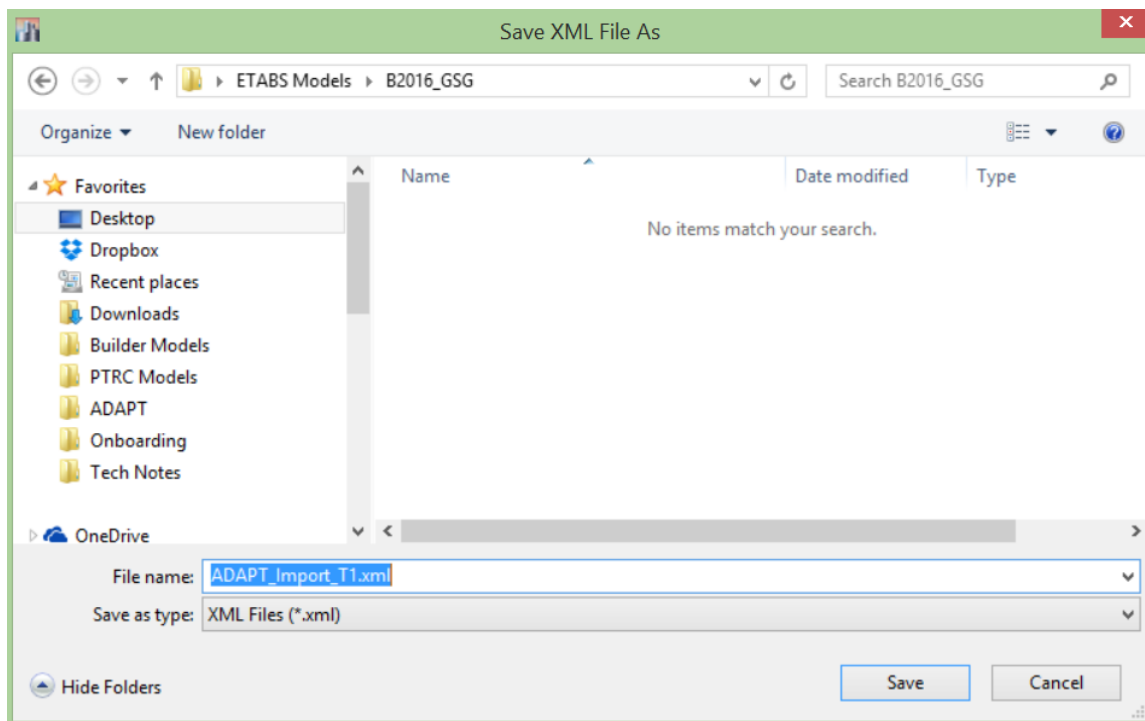 Save XML File As
ETABS Models B2016_GSG Search B2016_GSG
Organize New folder
Name Date modified Type
No items match your search.
Favorites
Desktop
Dropbox
Recent places
Downloads
Builder Models
PTRC Models
ADAPT
Onboarding
Tech Notes
OneDrive
File name: ADAPT_Import_T1.xml
Save as type: XML Files (*.xml)
Hide Folders Save Cancel